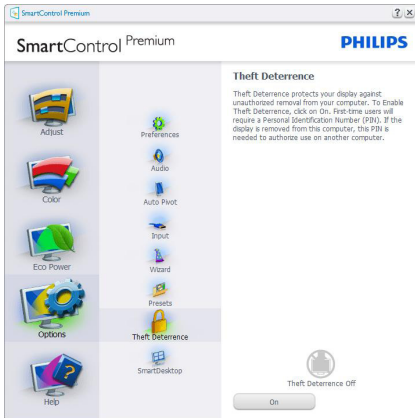 SmartControl Premium
? X
SmartControl Premium
PHILIPS
Adjust
Color
Eco Power
Options
Help
Preferences
Audio
Auto Pivot
Input
Wizard
Presets
Theft Deterrence
SmartDesktop
Theft Deterrence
Theft Deterrence protects your display against
unauthorized removal from your computer. To Enable
Theft Deterrence, click on On. First-time users will
require a Personal Identification Number (PIN). If the
display is removed from this computer, this PIN is
needed to authorize use on another computer.
Theft Deterrence Off
On